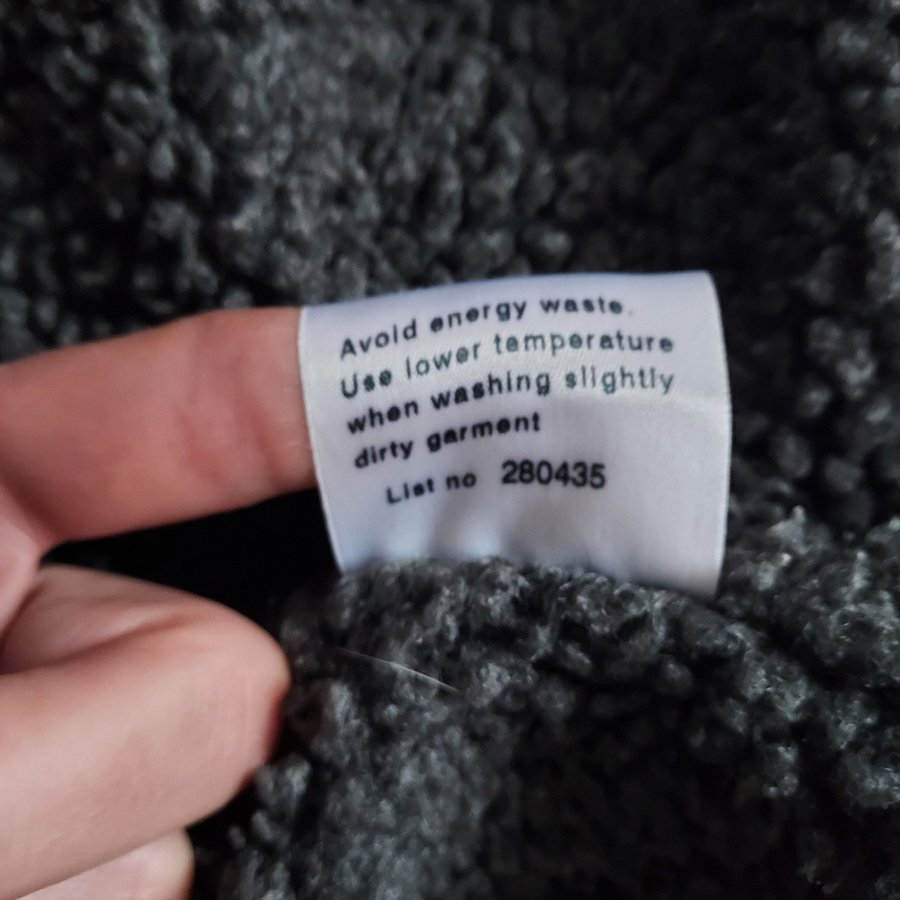 Avoid energy waste.
Use lower temperature
when washing slightly
dirty garment
List no 280435